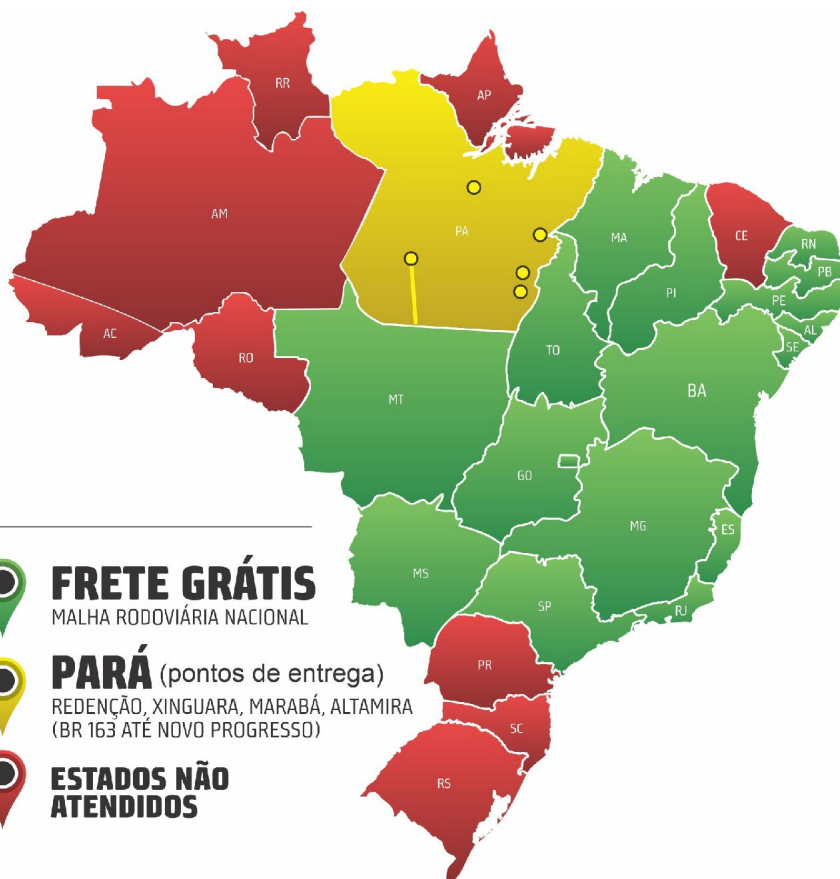 RR
AP
AM
PA
MA
CE
RN
PB
PI
PE
AL
SE
AC
RO
TO
BA
MT
GO
MG
ES
MS
SP
RJ
PR
SC
RS
FRETE GRÁTIS
MALHA RODOVIÁRIA NACIONAL
PARÁ (pontos de entrega)
REDENÇÃO, XINGUARA, MARABÁ, ALTAMIRA
(BR 163 ATÉ NOVO PROGRESSO)
ESTADOS NÃO
ATENDIDOS